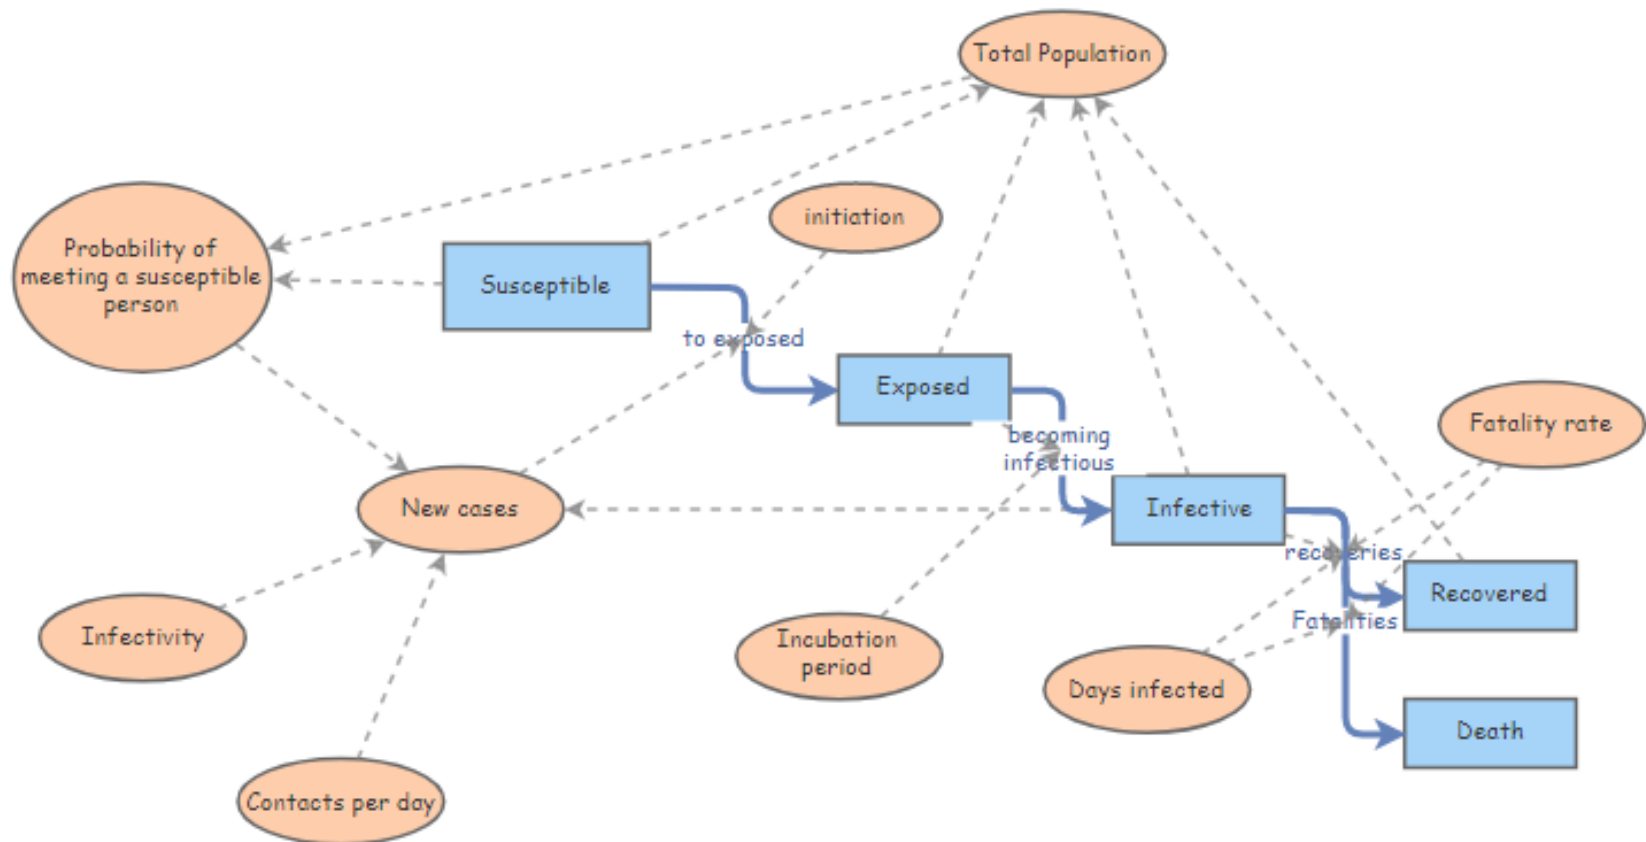 Total Population
initiation
Probability of
meeting a susceptible
person
Susceptible
to exposed
Exposed
Fatality rate
becoming
infectious
New cases
Infective
recoveries
Recovered
Fatalities
Infectivity
Incubation
period
Days infected
Death
Contacts per day